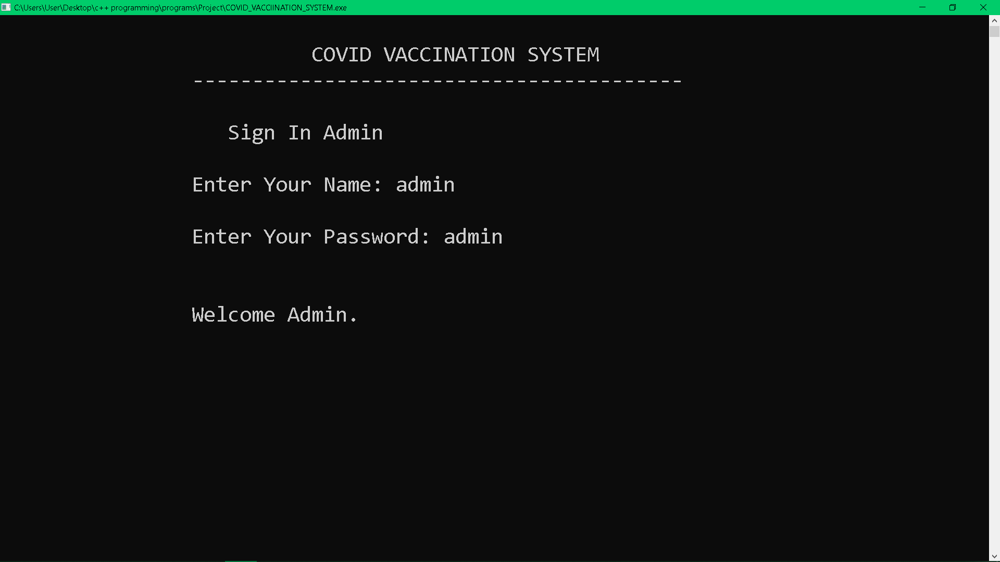 C:\Users\User\Desktop\c++ programming\programs\Project\COVID_VACCIINATION_SYSTEM.exe
COVID VACCINATION SYSTEM
-----------------------------------------
Sign In Admin
Enter Your Name: admin
Enter Your Password: admin
Welcome Admin.